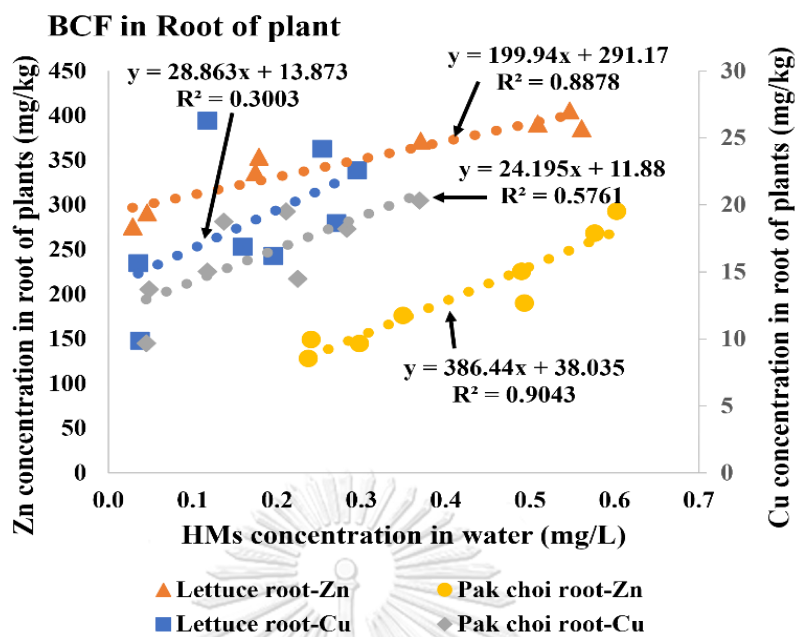 BCF in Root of plant
Zn concentration in root of plants (mg/kg)
450
400
350
300
250
200
150
100
50
0
y = 28.863x + 13.873
R² = 0.3003
y = 199.94x + 291.17
R² = 0.8878
y = 24.195x + 11.88
R² = 0.5761
y = 386.44x + 38.035
R² = 0.9043
30
25
20
15
10
5
0
Cu concentration in root of plants (mg/kg)
0.0 0.1 0.2 0.3 0.4 0.5 0.6 0.7
HMs concentration in water (mg/L)
Lettuce root-Zn
Pak choi root-Zn
Lettuce root-Cu
Pak choi root-Cu